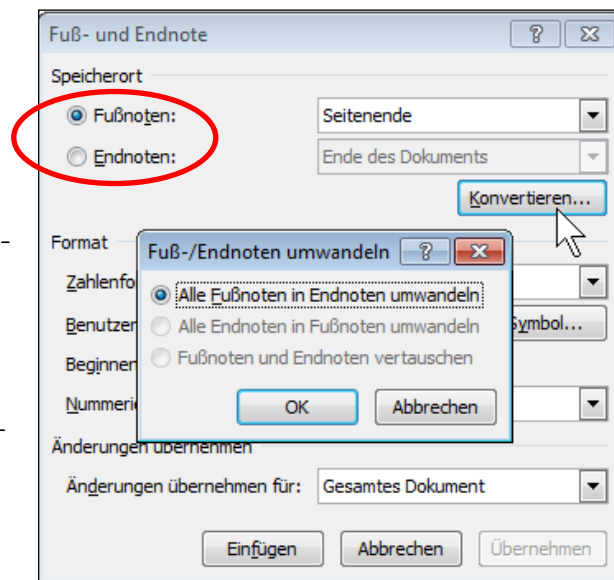 Fuß- und Endnote
Speicherort
Fußnoten: Seitenende
Endnoten: Ende des Dokuments
Konvertieren...
Format
Fuß-/Endnoten umwandeln
Alle Fußnoten in Endnoten umwandeln
Alle Endnoten in Fußnoten umwandeln
Fußnoten und Endnoten vertauschen
OK Abbrechen
Änderungen übernehmen
Änderungen übernehmen für: Gesamtes Dokument
Einfügen Abbrechen Übernehmen